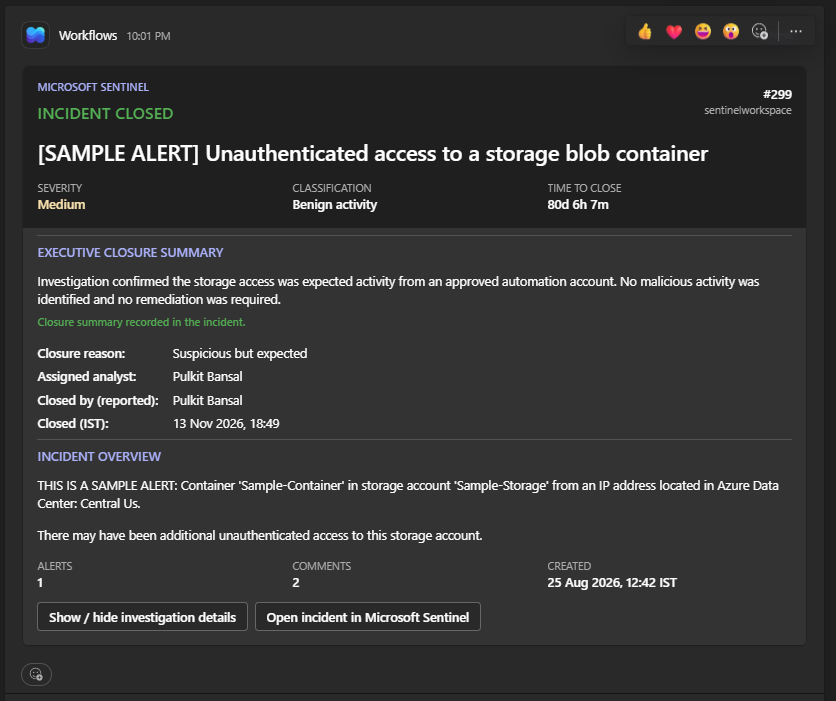 Workflows 10:01 PM
MICROSOFT SENTINEL
#299
INCIDENT CLOSED
sentinelworkspace
[SAMPLE ALERT] Unauthenticated access to a storage blob container
SEVERITY CLASSIFICATION TIME TO CLOSE
Medium Benign activity 80d 6h 7m
EXECUTIVE CLOSURE SUMMARY
Investigation confirmed the storage access was expected activity from an approved automation account. No malicious activity was
identified and no remediation was required.
Closure summary recorded in the incident.
Closure reason: Suspicious but expected
Assigned analyst: Pulkit Bansal
Closed by (reported): Pulkit Bansal
Closed (IST): 13 Nov 2026, 18:49
INCIDENT OVERVIEW
THIS IS A SAMPLE ALERT: Container 'Sample-Container' in storage account 'Sample-Storage' from an IP address located in Azure Data
Center: Central Us.
There may have been additional unauthenticated access to this storage account.
ALERTS COMMENTS CREATED
1 2 25 Aug 2026, 12:42 IST
Show / hide investigation details Open incident in Microsoft Sentinel